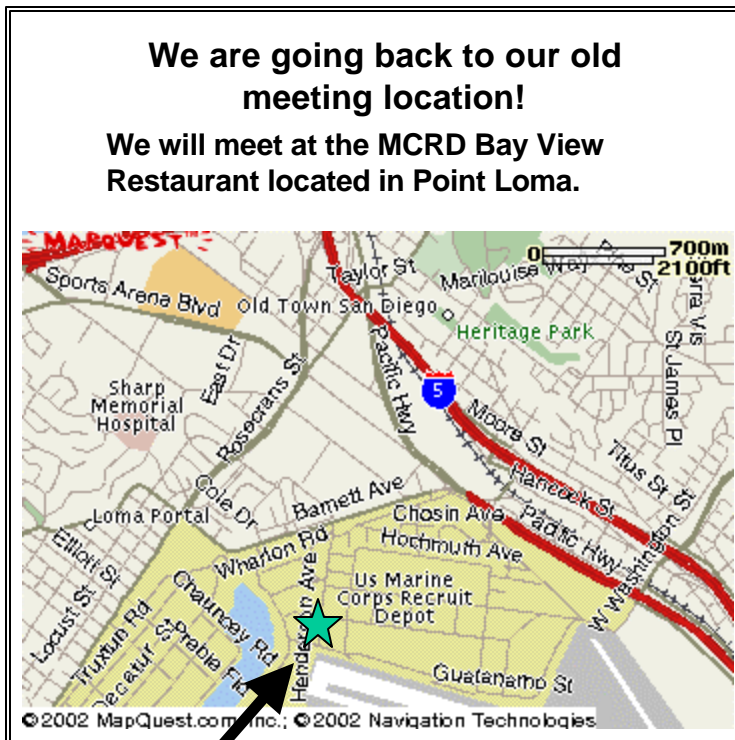 We are going back to our old
meeting location!
We will meet at the MCRD Bay View
Restaurant located in Point Loma.
MARQUEST™
0 700m
2100ft
Taylor St
Marilouise Way
Pine St
Sports Arena Blvd
Old Town San Diego
Heritage Park
St James Pl
Pacific Hwy
East Dr
Rosecrans St
5
Sharp
Memorial
Hospital
Moore St
Titus St
Hancock St
Cole Dr
Barnett Ave
Loma Portal
Chosin Ave
Pacific Hwy
W Washington St
Elliott St
Wharton Rd
Hochmuth Ave
Locust St
Chauncey Rd
Us Marine
Corps Recruit
Depot
Henderson Ave
Truxtun Rd
Preble Fld
Decatur
Guatanamo St
©2002 MapQuest.com, Inc.; ©2002 Navigation Technologies